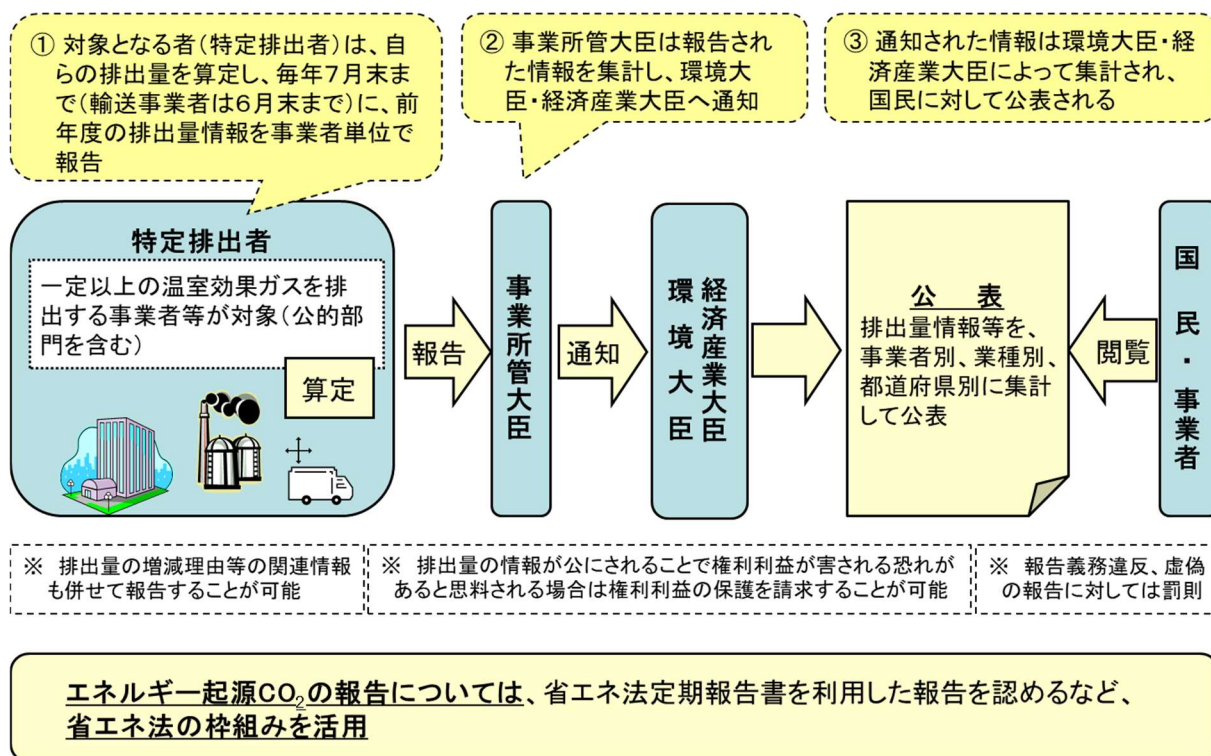 ① 対象となる者(特定排出者)は、自
らの排出量を算定し、毎年7月末ま
で(輸送事業者は6月末まで)に、前
年度の排出量情報を事業者単位で
報告
② 事業所管大臣は報告され
た情報を集計し、環境大
臣・経済産業大臣へ通知
③ 通知された情報は環境大臣・経
済産業大臣によって集計され、
国民に対して公表される
特定排出者
一定以上の温室効果ガスを排
出する事業者等が対象(公的部
門を含む)
算定
報告
事業所管大臣
通知
経済産業大臣
環境大臣
公 表
排出量情報等を、
事業者別、業種別、
都道府県別に集計
して公表
閲覧
国民・事業者
※ 排出量の増減理由等の関連情報
も併せて報告することが可能
※ 排出量の情報が公にされることで権利利益が害される恐れが
あると思料される場合は権利利益の保護を請求することが可能
※ 報告義務違反、虚偽
の報告に対しては罰則
エネルギー起源CO₂の報告については、省エネ法定期報告書を利用した報告を認めるなど、
省エネ法の枠組みを活用